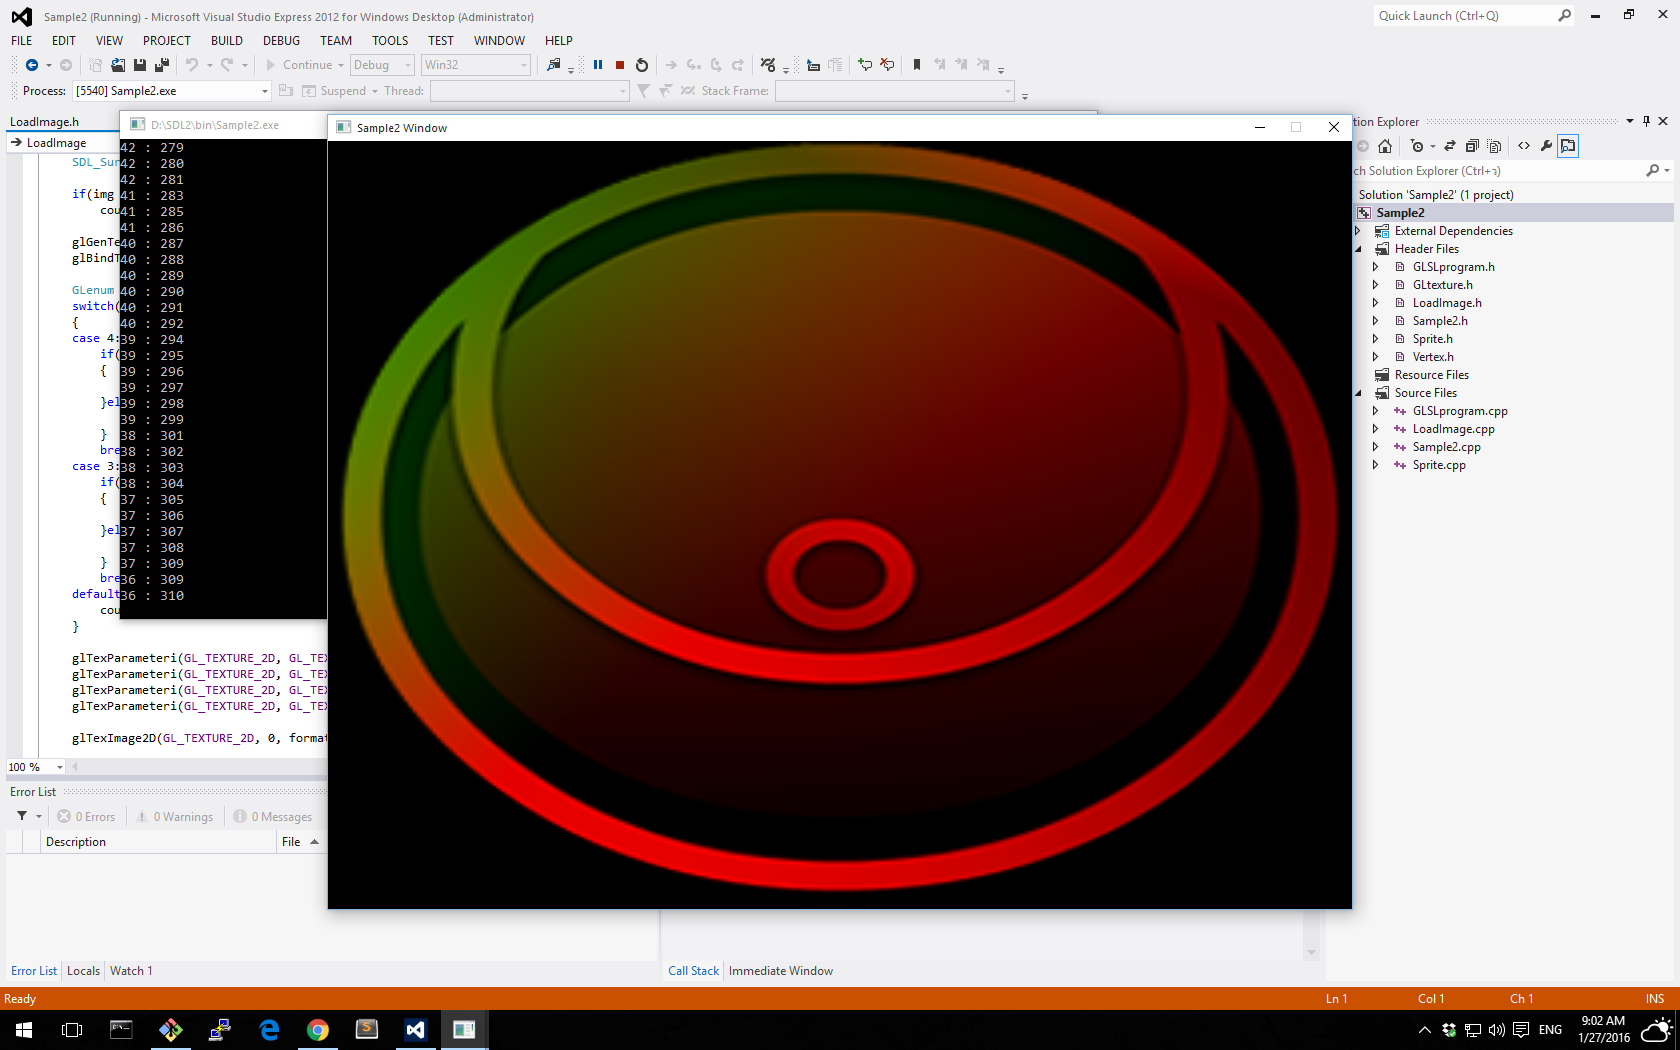 Sample2 (Running) - Microsoft Visual Studio Express 2012 for Windows Desktop (Administrator)
Quick Launch (Ctrl+Q)
FILE EDIT VIEW PROJECT BUILD DEBUG TEAM TOOLS TEST WINDOW HELP
Continue Debug Win32
Process: [5540] Sample2.exe Suspend Thread: Stack Frame:
LoadImage.h
LoadImage
SDL_Sur
if(img
cou
glGenTe
glBindT
GLenum
switch(
{
case 4:
if(
{
}el
}
bre
case 3:
if(
{
}el
}
bre
default
cou
}
glTexParameteri(GL_TEXTURE_2D, GL_TEX
glTexParameteri(GL_TEXTURE_2D, GL_TEX
glTexParameteri(GL_TEXTURE_2D, GL_TEX
glTexParameteri(GL_TEXTURE_2D, GL_TEX
glTexImage2D(GL_TEXTURE_2D, 0, format
100 %
D:\SDL2\bin\Sample2.exe
42 : 279
42 : 280
42 : 281
41 : 283
41 : 285
41 : 286
40 : 287
40 : 288
40 : 289
40 : 290
40 : 291
40 : 292
39 : 294
39 : 295
39 : 296
39 : 297
39 : 298
39 : 299
38 : 301
38 : 302
38 : 303
38 : 304
37 : 305
37 : 306
37 : 307
37 : 308
37 : 309
36 : 309
36 : 310
Sample2 Window
tion Explorer
ch Solution Explorer (Ctrl+ד)
Solution 'Sample2' (1 project)
Sample2
External Dependencies
Header Files
GLSLprogram.h
GLtexture.h
LoadImage.h
Sample2.h
Sprite.h
Vertex.h
Resource Files
Source Files
GLSLprogram.cpp
LoadImage.cpp
Sample2.cpp
Sprite.cpp
Error List
0 Errors 0 Warnings 0 Messages
Description File
Error List Locals Watch 1
Call Stack Immediate Window
Ready Ln 1 Col 1 Ch 1 INS
ENG
9:02 AM
1/27/2016